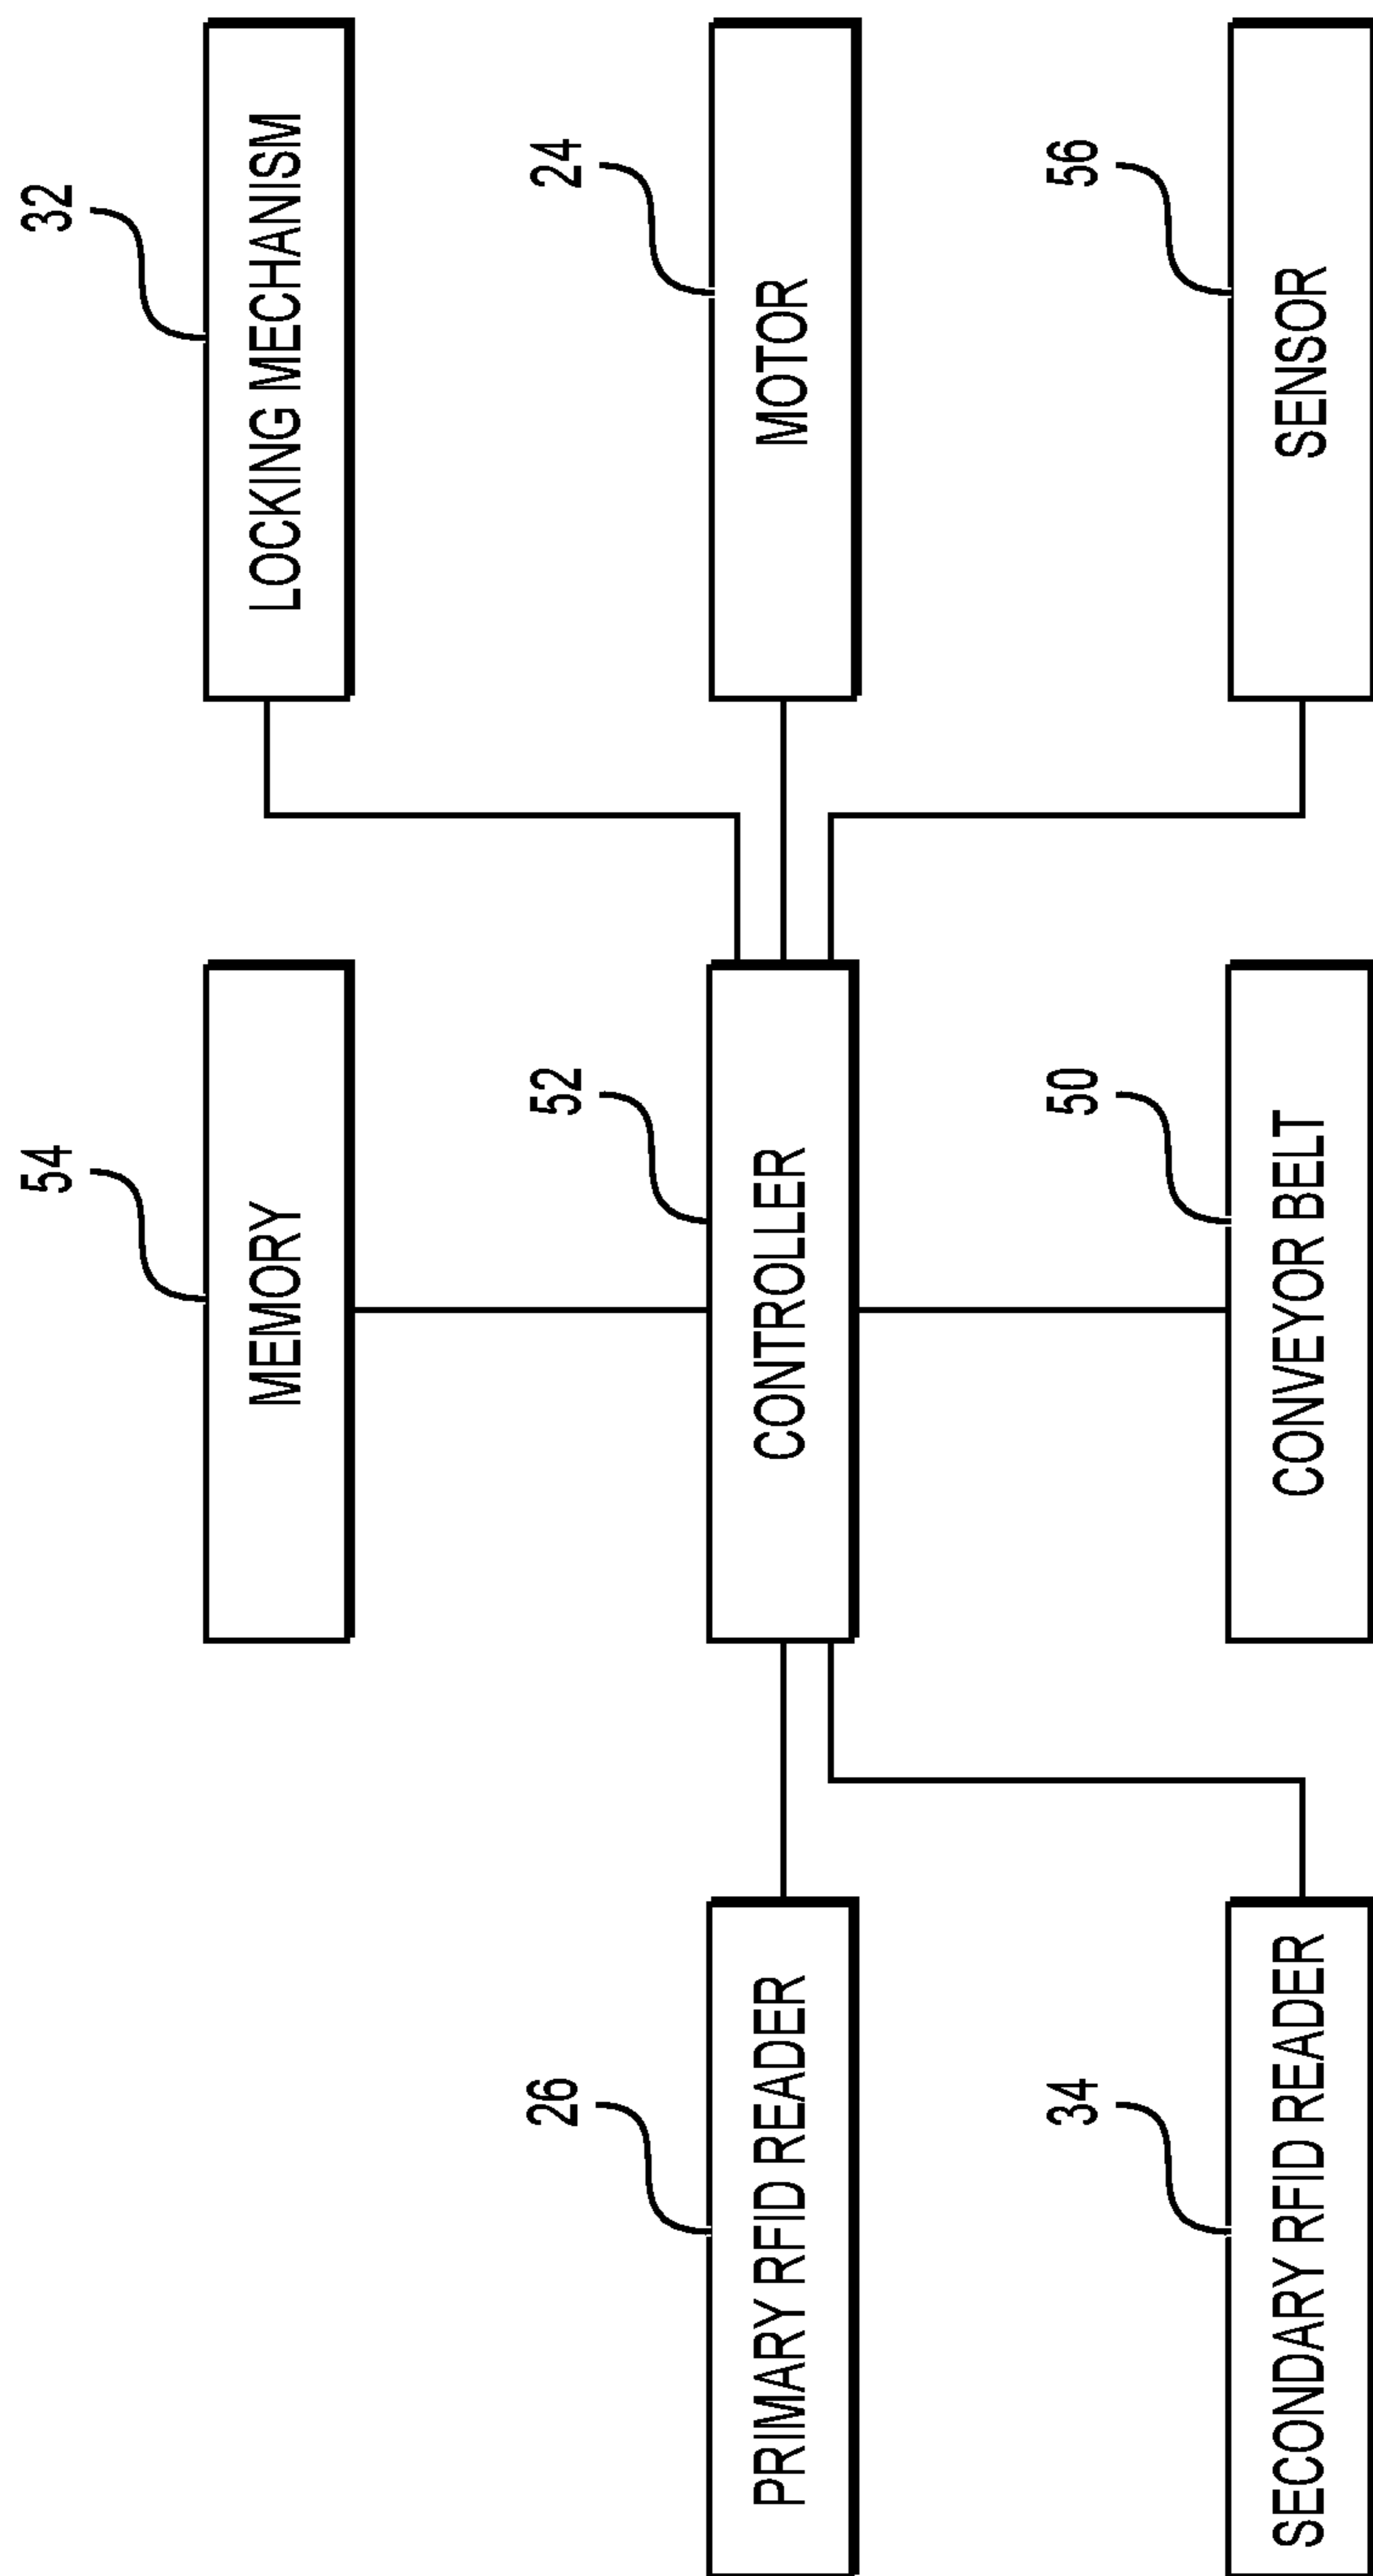 54
MEMORY
32
LOCKING MECHANISM
26
PRIMARY RFID READER
52
CONTROLLER
24
MOTOR
34
SECONDARY RFID READER
50
CONVEYOR BELT
56
SENSOR